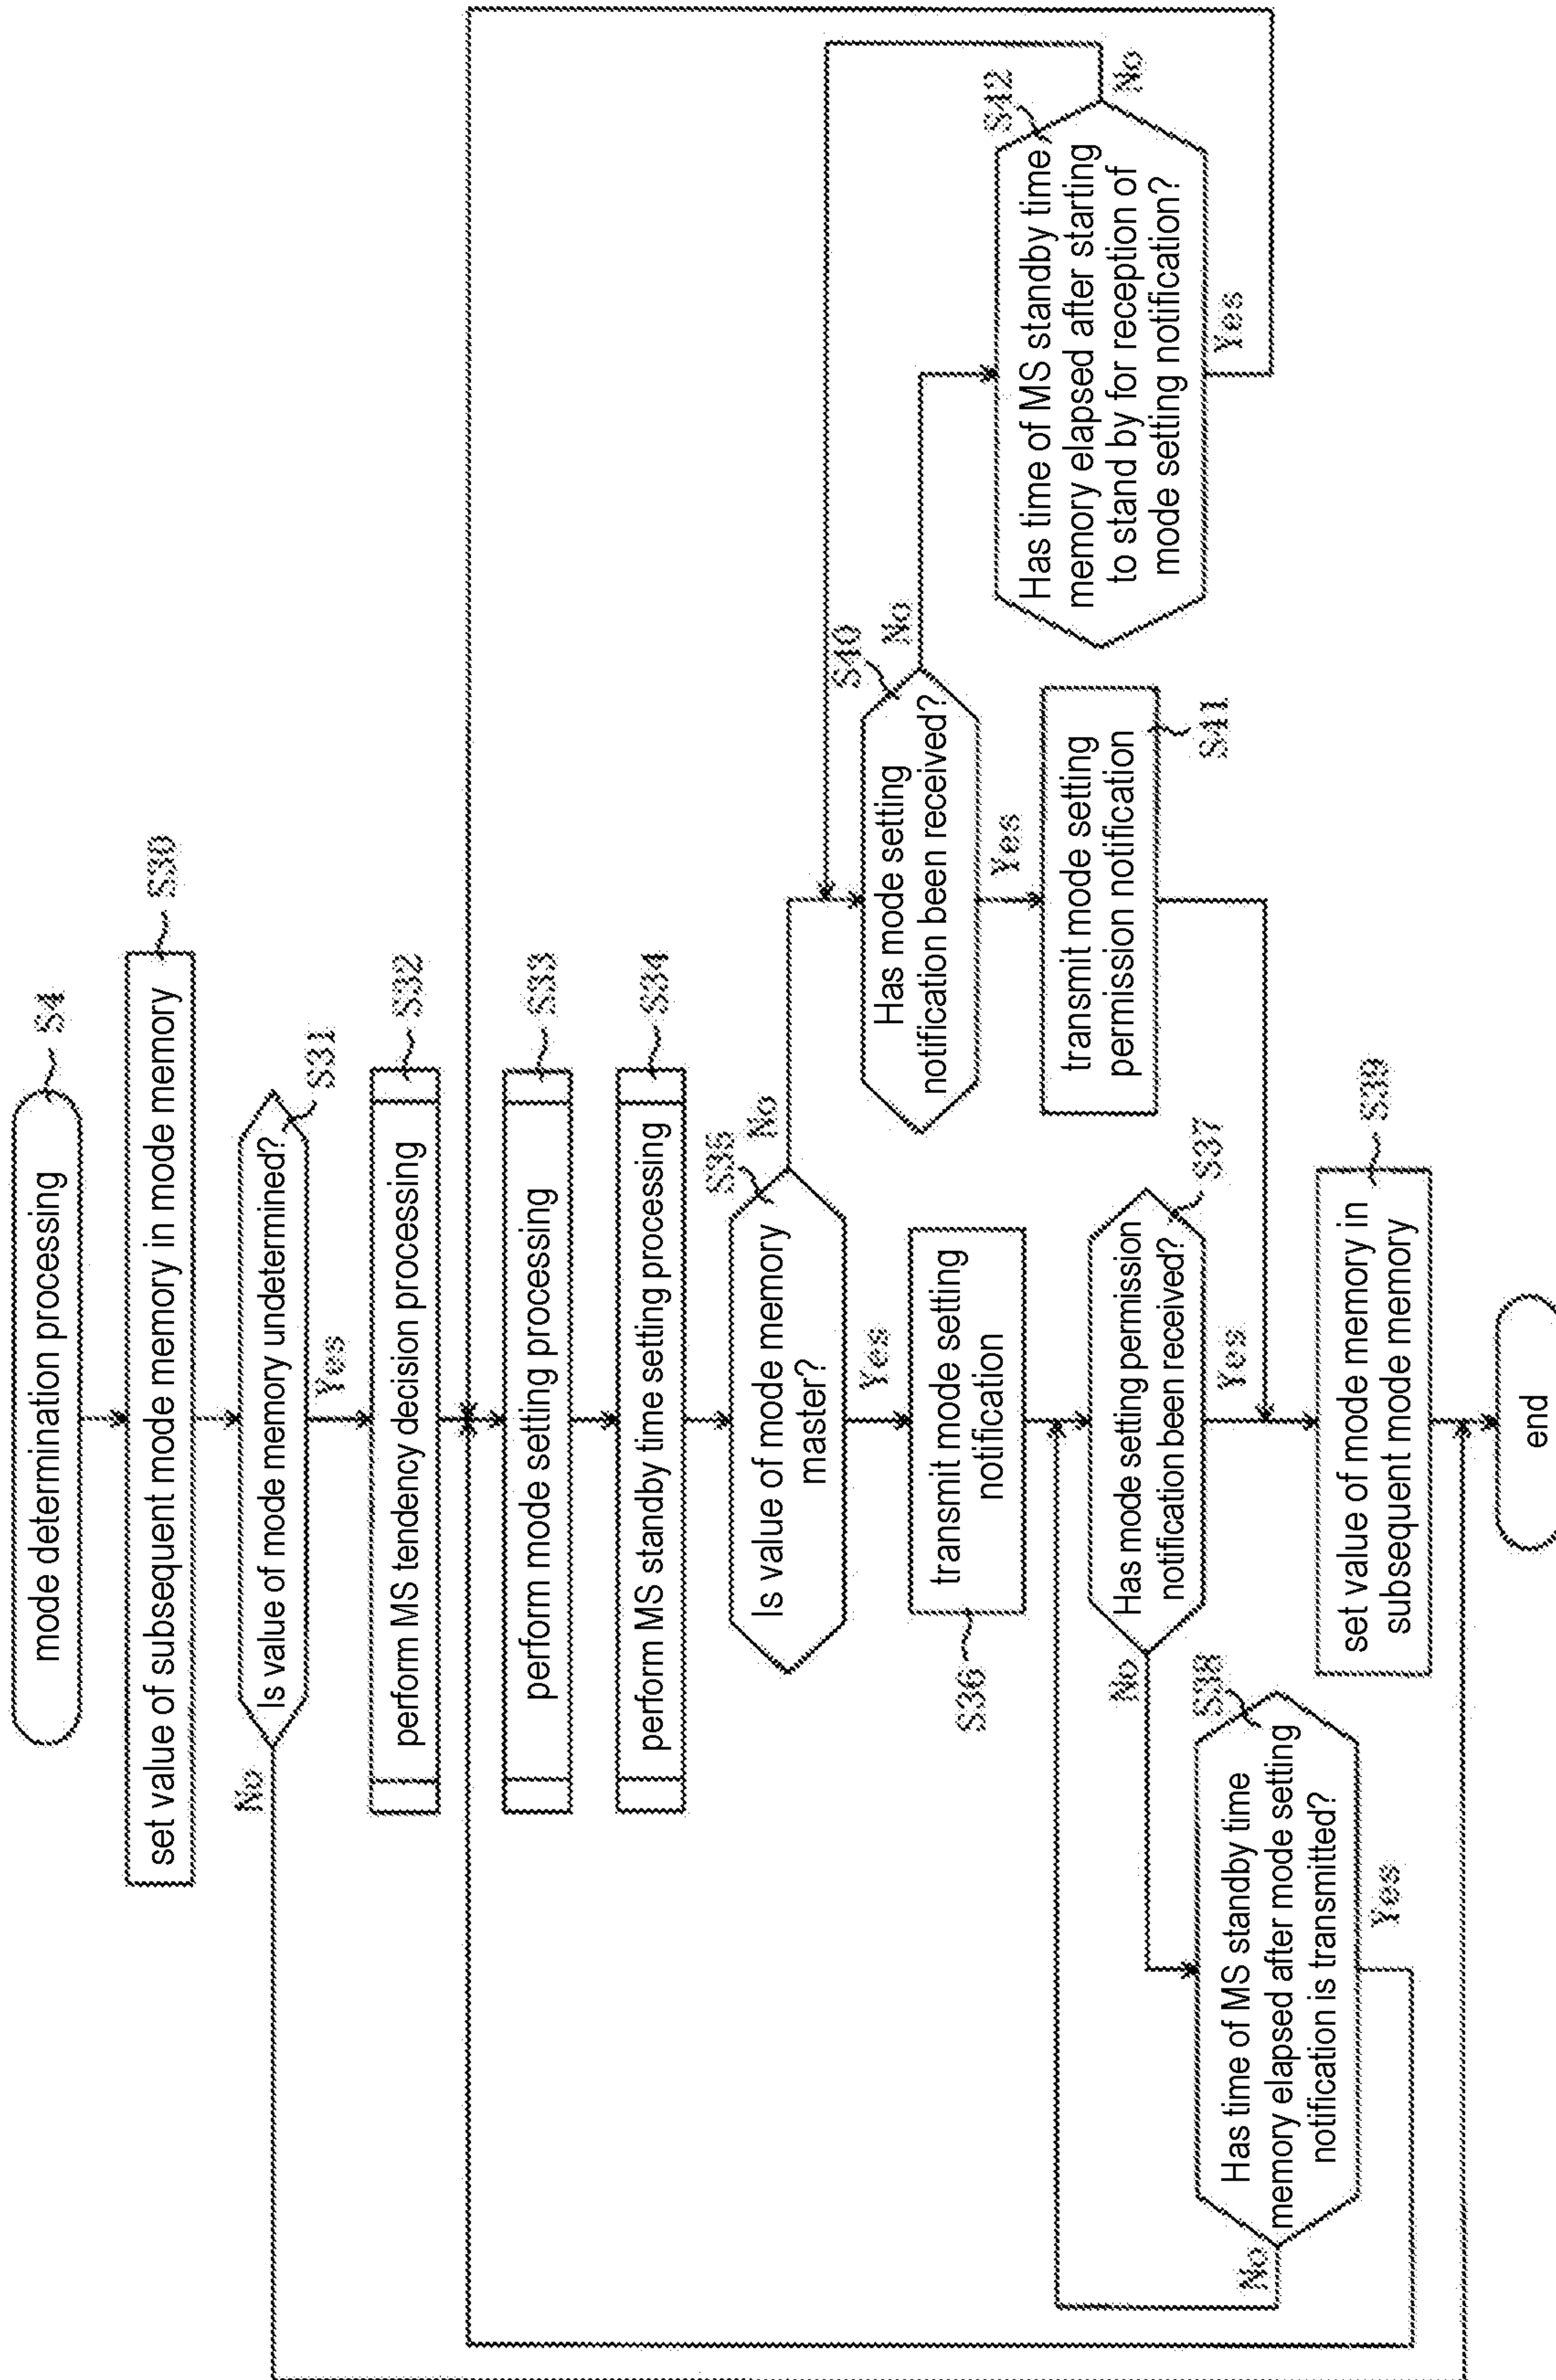 mode determination processing
S4
set value of subsequent mode memory in mode memory
S30
Is value of mode memory undetermined?
S31
No
Yes
perform MS tendency decision processing
S32
perform mode setting processing
S33
perform MS standby time setting processing
S34
Is value of mode memory
master?
S35
No
Yes
transmit mode setting
notification
S36
Has mode setting permission
notification been received?
S37
No
Yes
Has time of MS standby time
memory elapsed after mode setting
notification is transmitted?
S38
No
Yes
set value of mode memory in
subsequent mode memory
S39
end
Has mode setting
notification been received?
S40
No
Yes
transmit mode setting
permission notification
S41
Has time of MS standby time
memory elapsed after starting
to stand by for reception of
mode setting notification?
S42
No
Yes